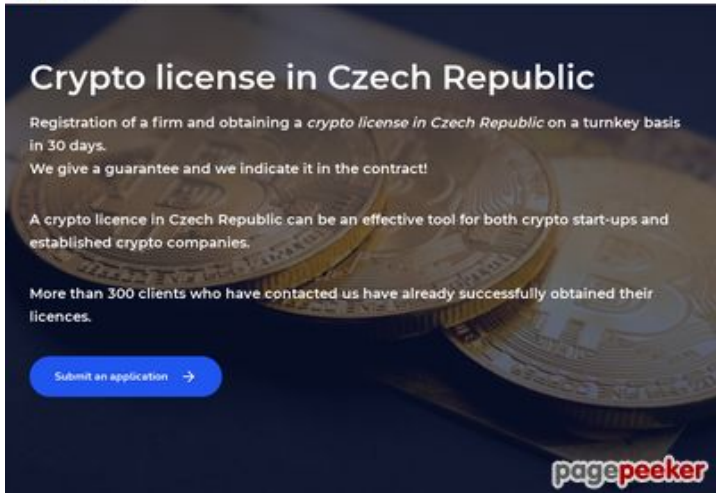 Crypto license in Czech Republic
Registration of a firm and obtaining a crypto license in Czech Republic on a turnkey basis
in 30 days.
We give a guarantee and we indicate it in the contract!
A crypto licence in Czech Republic can be an effective tool for both crypto start-ups and
established crypto companies.
More than 300 clients who have contacted us have already successfully obtained their
licences.
Submit an application →
pagepeeker